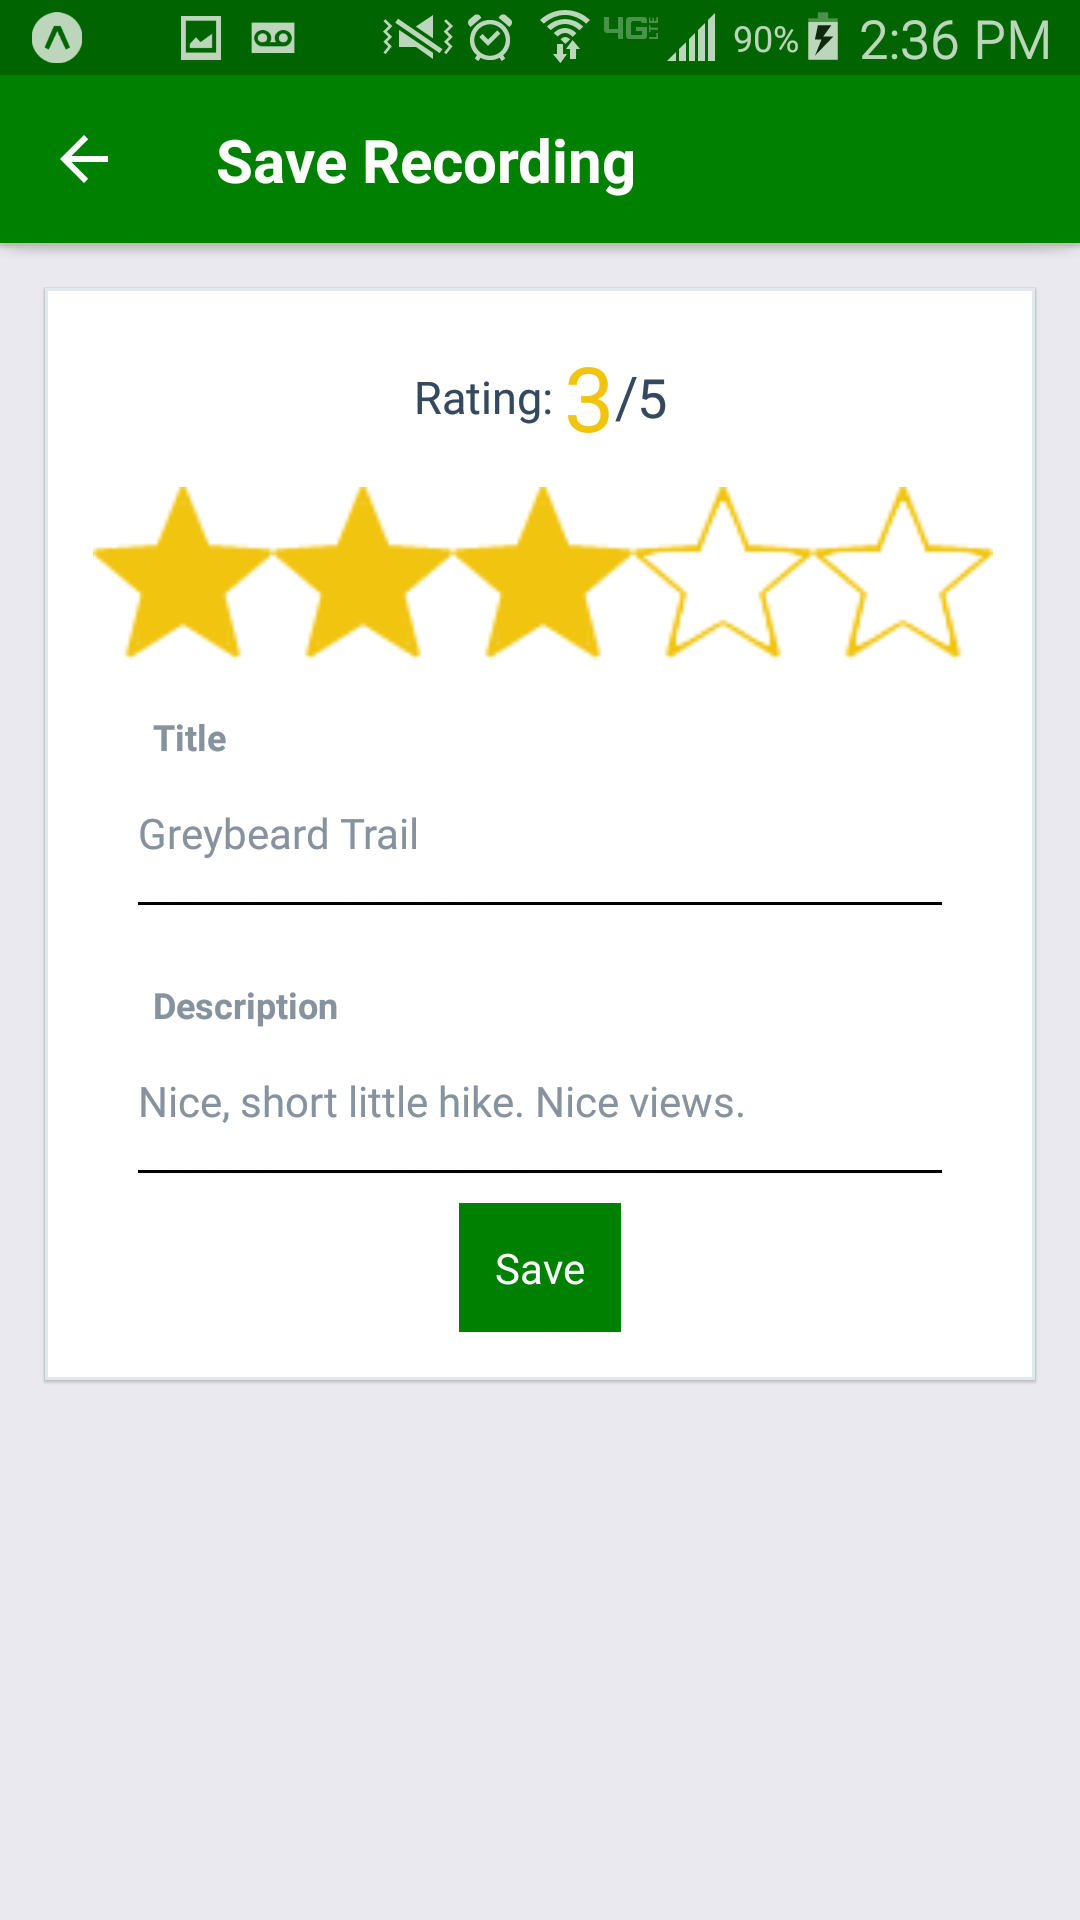 4G LTE 90% 2:36 PM
Save Recording
Rating: 3/5
Title
Greybeard Trail
Description
Nice, short little hike. Nice views.
Save